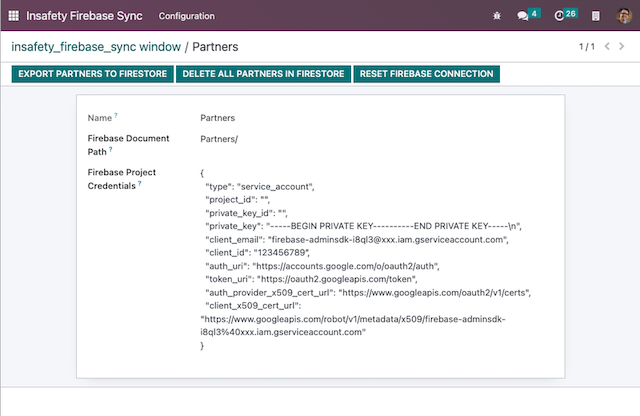 Insafety Firebase Sync Configuration 4 26
insafety_firebase_sync window / Partners 1 / 1
EXPORT PARTNERS TO FIRESTORE DELETE ALL PARTNERS IN FIRESTORE RESET FIREBASE CONNECTION
Name ? Partners
Firebase Document Path ? Partners/
Firebase Project Credentials ?
{
"type": "service_account",
"project_id": "",
"private_key_id": "",
"private_key": "-----BEGIN PRIVATE KEY----------END PRIVATE KEY-----\n",
"client_email": "firebase-adminsdk-i8ql3@xxx.iam.gserviceaccount.com",
"client_id": "123456789",
"auth_uri": "https://accounts.google.com/o/oauth2/auth",
"token_uri": "https://oauth2.googleapis.com/token",
"auth_provider_x509_cert_url": "https://www.googleapis.com/oauth2/v1/certs",
"client_x509_cert_url":
"https://www.googleapis.com/robot/v1/metadata/x509/firebase-adminsdk-
i8ql3%40xxx.iam.gserviceaccount.com"
}